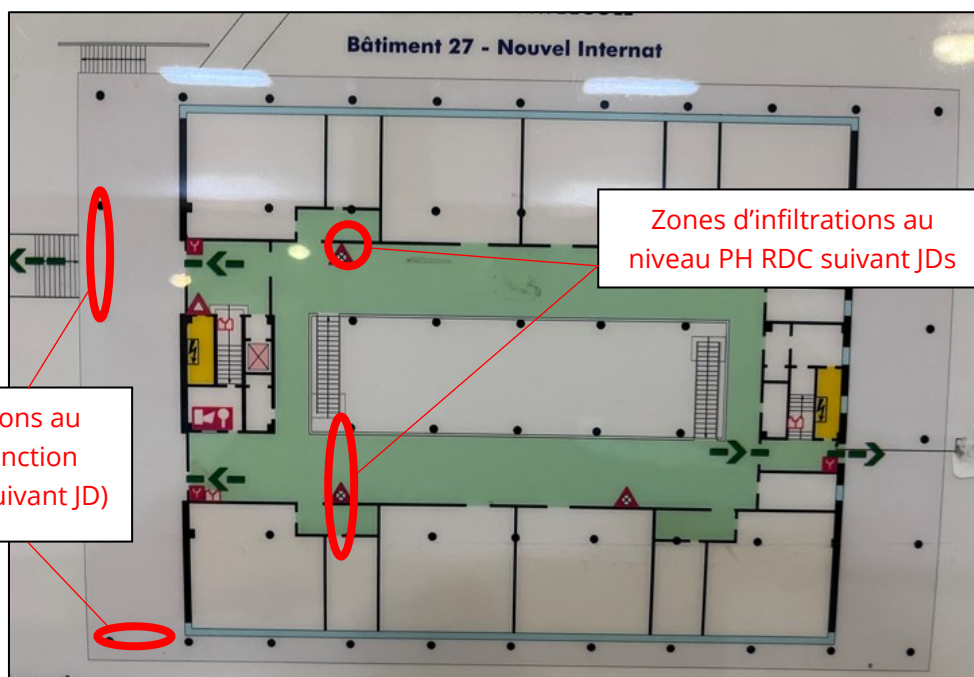 Bâtiment 27 - Nouvel Internat
Zones d’infiltrations au
niveau PH RDC suivant JDs
ons au
nction
uivant JD)